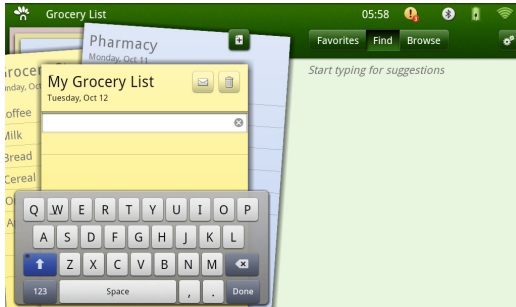 Grocery List
05:58
Pharmacy
Monday, Oct 11
Favorites Find Browse
Start typing for suggestions
My Grocery List
Tuesday, Oct 12
Milk
Bread
Cereal
Q W E R T Y U I O P
A S D F G H J K L
Z X C V B N M
123 Space , . Done